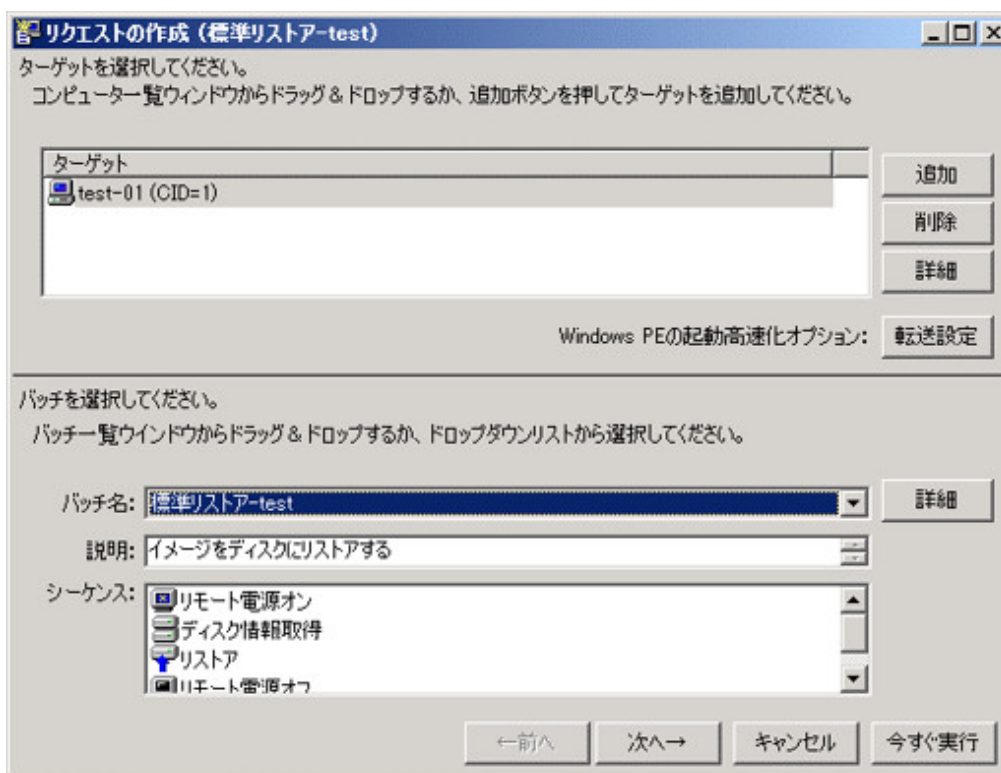 リクエストの作成（標準リストア-test）
ターゲットを選択してください。
コンピューター覧ウィンドウからドラッグ＆ドロップするか、追加ボタンを押してターゲットを追加してください。
ターゲット
test-01 (CID=1)
追加
削除
詳細
Windows PEの起動高速化オプション：
転送設定
バッチを選択してください。
バッチ一覧ウインドウからドラッグ＆ドロップするか、ドロップダウンリストから選択してください。
バッチ名： 標準リストア-test
詳細
説明： イメージをディスクにリストアする
シーケンス： リモート電源オン
ディスク情報取得
リストア
リモート電源オフ
←前へ
次へ→
キャンセル
今すぐ実行